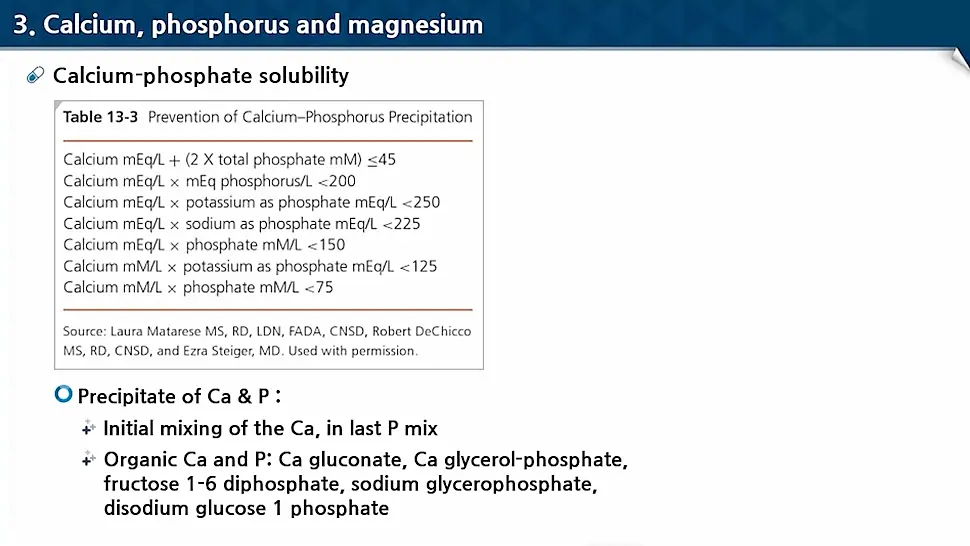 3. Calcium, phosphorus and magnesium
Calcium-phosphate solubility
Table 13-3 Prevention of Calcium–Phosphorus Precipitation
Calcium mEq/L + (2 X total phosphate mM) ≤45
Calcium mEq/L × mEq phosphorus/L <200
Calcium mEq/L × potassium as phosphate mEq/L <250
Calcium mEq/L × sodium as phosphate mEq/L <225
Calcium mEq/L × phosphate mM/L <150
Calcium mM/L × potassium as phosphate mEq/L <125
Calcium mM/L × phosphate mM/L <75
Source: Laura Matarese MS, RD, LDN, FADA, CNSD, Robert DeChicco
MS, RD, CNSD, and Ezra Steiger, MD. Used with permission.
Precipitate of Ca & P :
Initial mixing of the Ca, in last P mix
Organic Ca and P: Ca gluconate, Ca glycerol-phosphate,
fructose 1-6 diphosphate, sodium glycerophosphate,
disodium glucose 1 phosphate